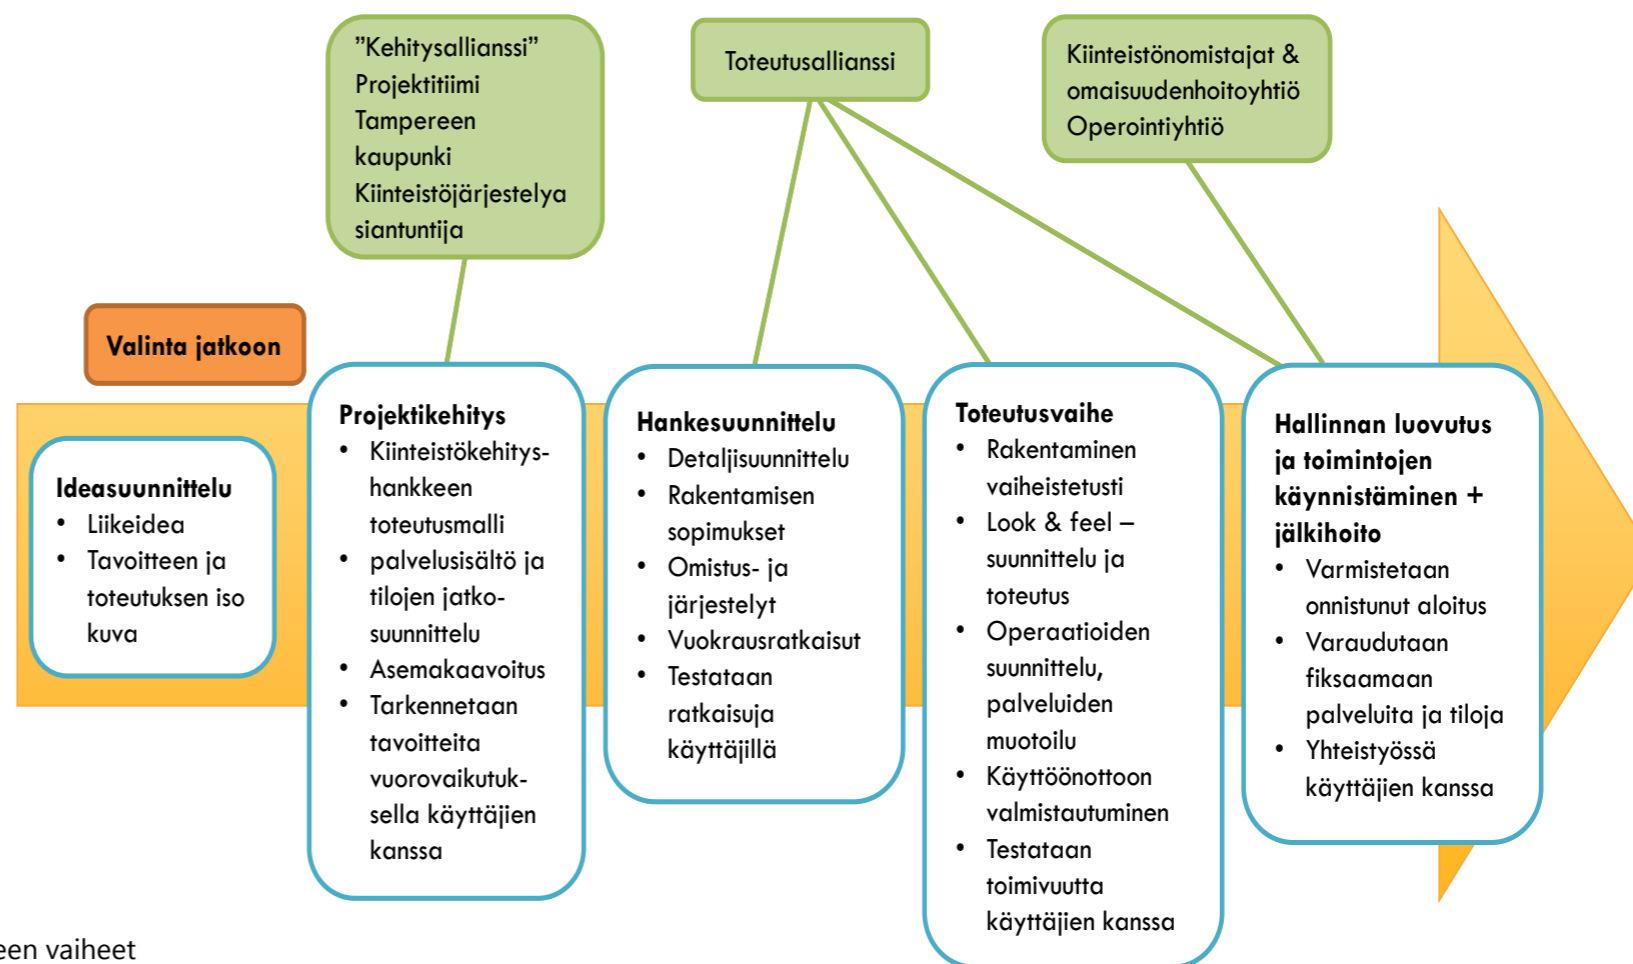 ”Kehitysallianssi”
Projektitiimi
Tampereen
kaupunki
Kiinteistöjärjestelya
siantuntija
Toteutusallianssi
Kiinteistönomistajat &
omaisuudenhoitoyhtiö
Operointiyhtiö
Valinta jatkoon
Ideasuunnittelu
• Liikeidea
• Tavoitteen ja
toteutuksen iso
kuva
Projektikehitys
• Kiinteistökehitys-
hankkeen
toteutusmalli
• palvelusisältö ja
tilojen jatko-
suunnittelu
• Asemakaavoitus
• Tarkennetaan
tavoitteita
vuorovaikutuk-
sella käyttäjien
kanssa
Hankesuunnittelu
• Detaljisuunnittelu
• Rakentamisen
sopimukset
• Omistus- ja
järjestelyt
• Vuokrausratkaisut
• Testataan
ratkaisuja
käyttäjillä
Toteutusvaihe
• Rakentaminen
vaiheistetusti
• Look & feel –
suunnittelu ja
toteutus
• Operaatioiden
suunnittelu,
palveluiden
muotoilu
• Käyttöönottoon
valmistautuminen
• Testataan
toimivuutta
käyttäjien kanssa
Hallinnan luovutus
ja toimintojen
käynnistäminen +
jälkihoito
• Varmistetaan
onnistunut aloitus
• Varaudutaan
fiksaamaan
palveluita ja tiloja
• Yhteistyössä
käyttäjien kanssa
een vaiheet